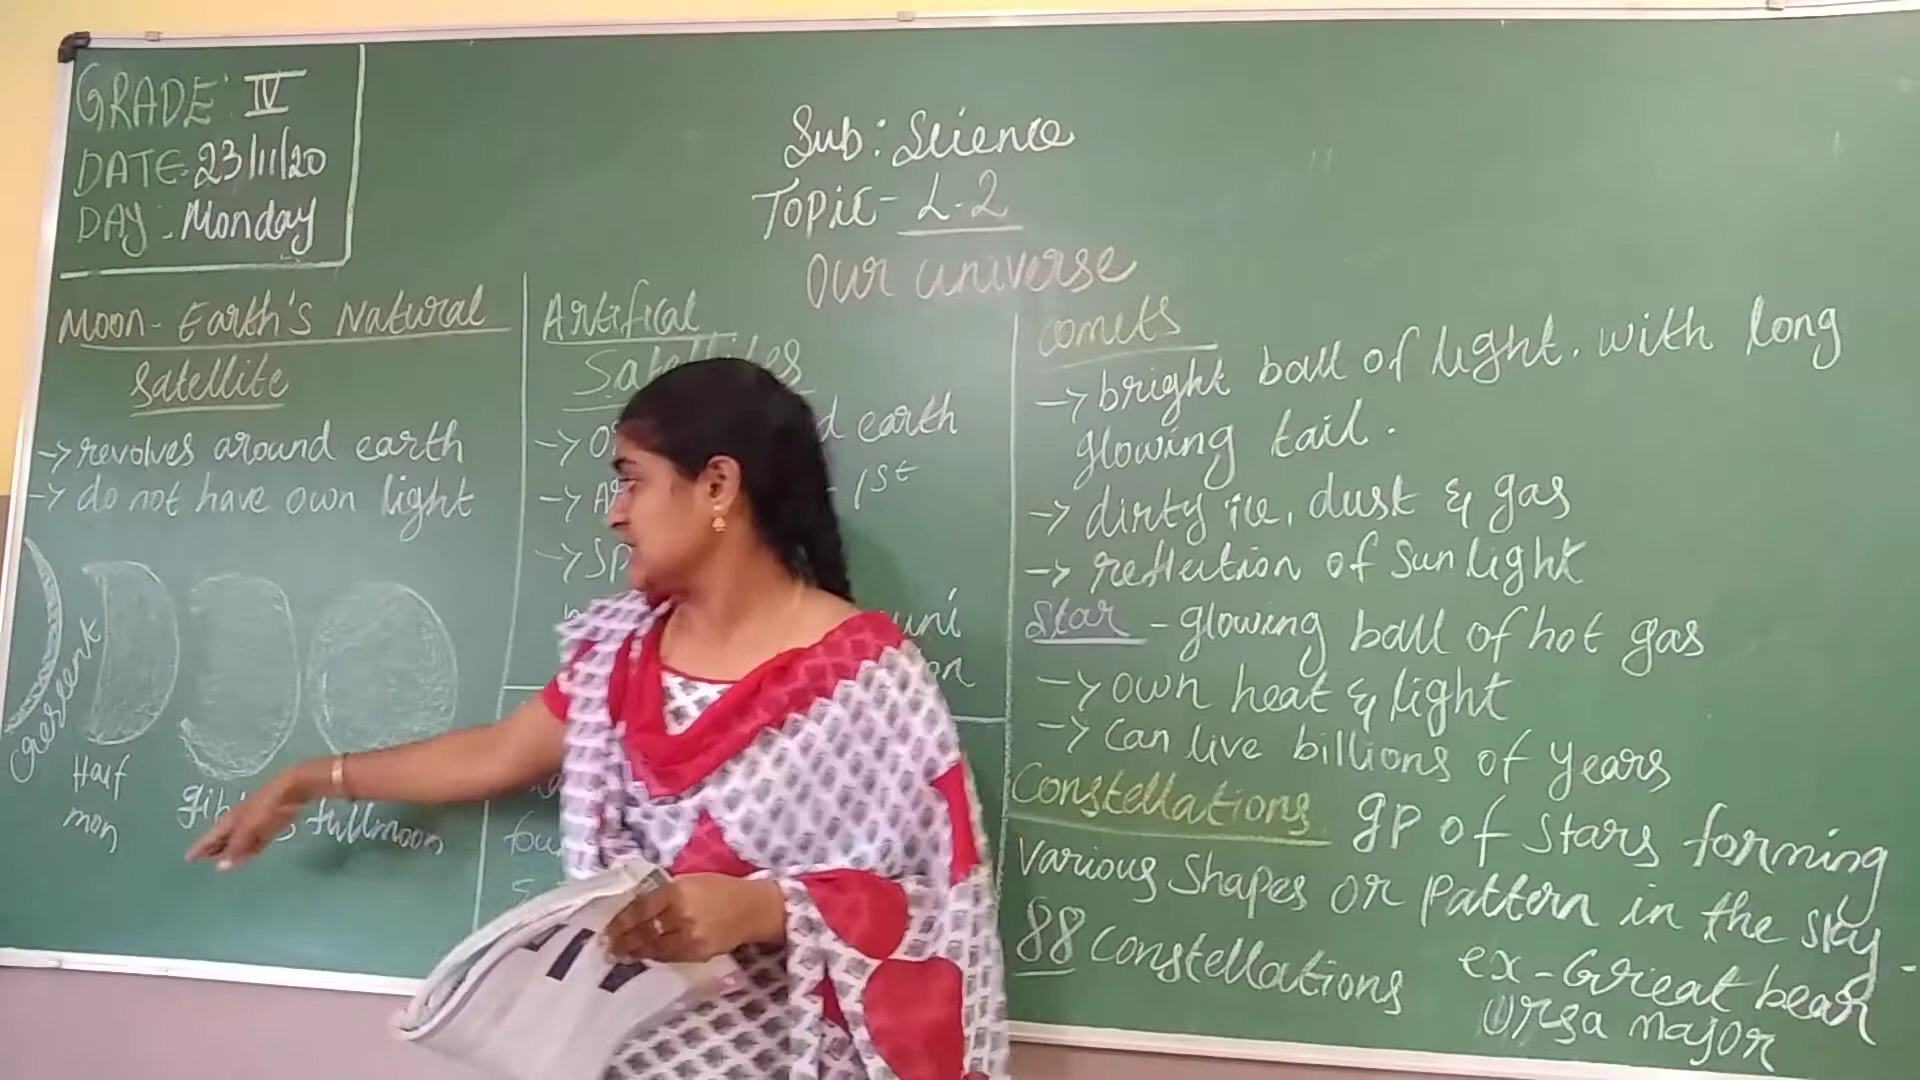 GRADE: IV
DATE-23/11/20
DAY: Monday
Sub: Science
Topic- L-2
Our universe
Moon- Earth's Natural
Satellite
-> revolves around earth
-> do not have own light
crescent
Half
mon
fullmoon
Artifical
Satellites
-> earth
-> 1st
->
comets
-> bright ball of light. with long
glowing tail.
-> dirty ice, dust & gas
-> reflection of Sunlight
Star - glowing ball of hot gas
-> own heat & light
-> can live billions of years
Constellations gp of stars forming
various shapes or pattern in the sky.
88 constellations ex-Great bear
Ursa major